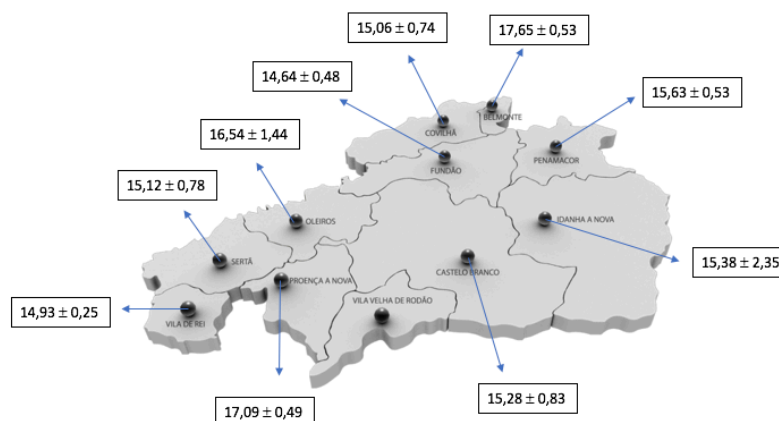 15,06 ± 0,74
17,65 ± 0,53
14,64 ± 0,48
15,63 ± 0,53
16,54 ± 1,44
15,12 ± 0,78
BELMONTE
COVILHÃ
PENAMACOR
FUNDÃO
OLEIROS
IDANHA A NOVA
SERTÃ
CASTELO BRANCO
15,38 ± 2,35
PROENÇA A NOVA
VILA VELHA DE RODÃO
14,93 ± 0,25
VILA DE REI
15,28 ± 0,83
17,09 ± 0,49